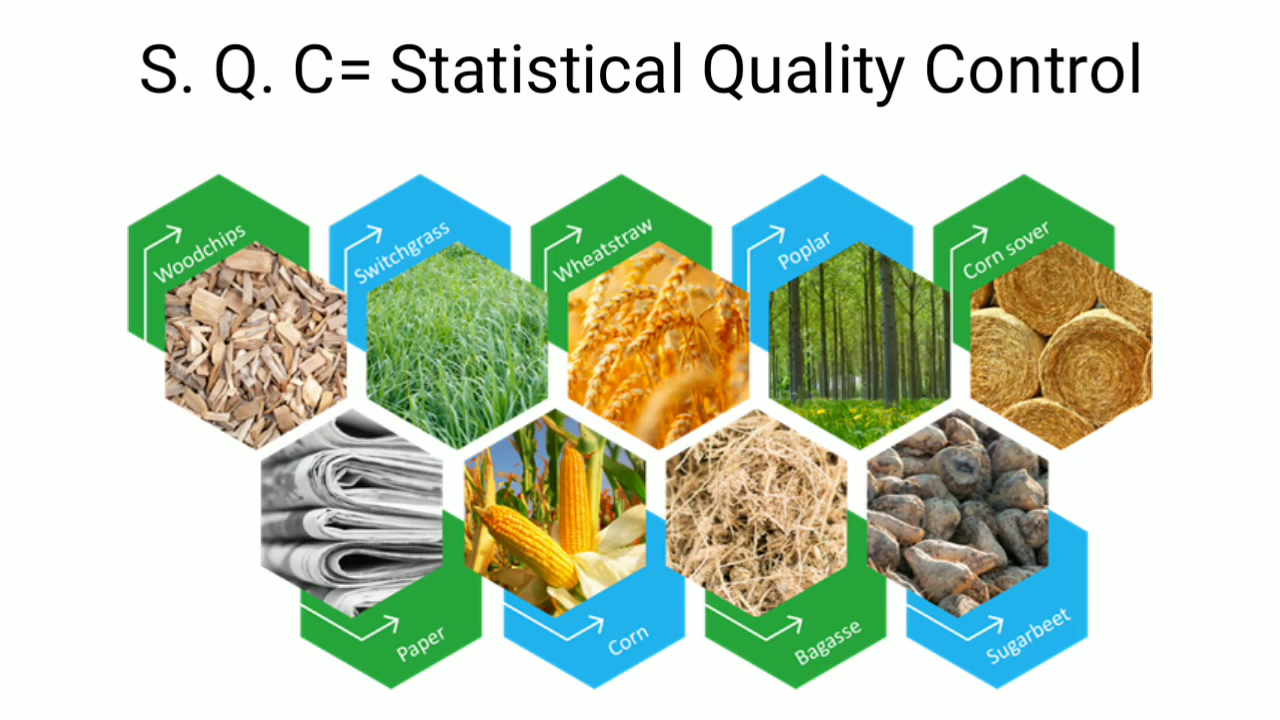 S. Q. C= Statistical Quality Control
Woodchips
Switchgrass
Wheatstraw
Poplar
Corn sover
Paper
Corn
Bagasse
Sugarbeet